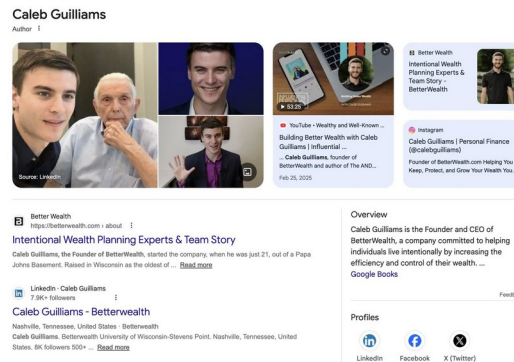 Caleb Guilliams
Author
Source: LinkedIn
53:25
YouTube • Wealthy and Well-Known ...
Building Better Wealth with Caleb
Guilliams | Influential ...
... Caleb Guilliams, founder of
BetterWealth and author of The AND...
Feb 25, 2025
Better Wealth
Intentional Wealth
Planning Experts &
Team Story -
BetterWealth
Instagram
Caleb Guilliams | Personal Finance
(@calebguilliams)
Founder of BetterWealth.com Helping You
Keep, Protect, and Grow Your Wealth You
Better Wealth
https://betterwealth.com › about
Intentional Wealth Planning Experts & Team Story
Caleb Guilliams, the Founder of BetterWealth, started the company, when he was just 21, out of a Papa
Johns Basement. Raised in Wisconsin as the oldest of ... Read more
LinkedIn · Caleb Guilliams
7.9K+ followers
Caleb Guilliams - Betterwealth
Nashville, Tennessee, United States · Betterwealth
Caleb Guilliams. Betterwealth University of Wisconsin-Stevens Point. Nashville, Tennessee, United
States. 8K followers 500+ ... Read more
Overview
Caleb Guilliams is the Founder and CEO of
BetterWealth, a company committed to helping
individuals live intentionally by increasing the
efficiency and control of their wealth. ...
Google Books
Feedb
Profiles
LinkedIn
Facebook
X (Twitter)